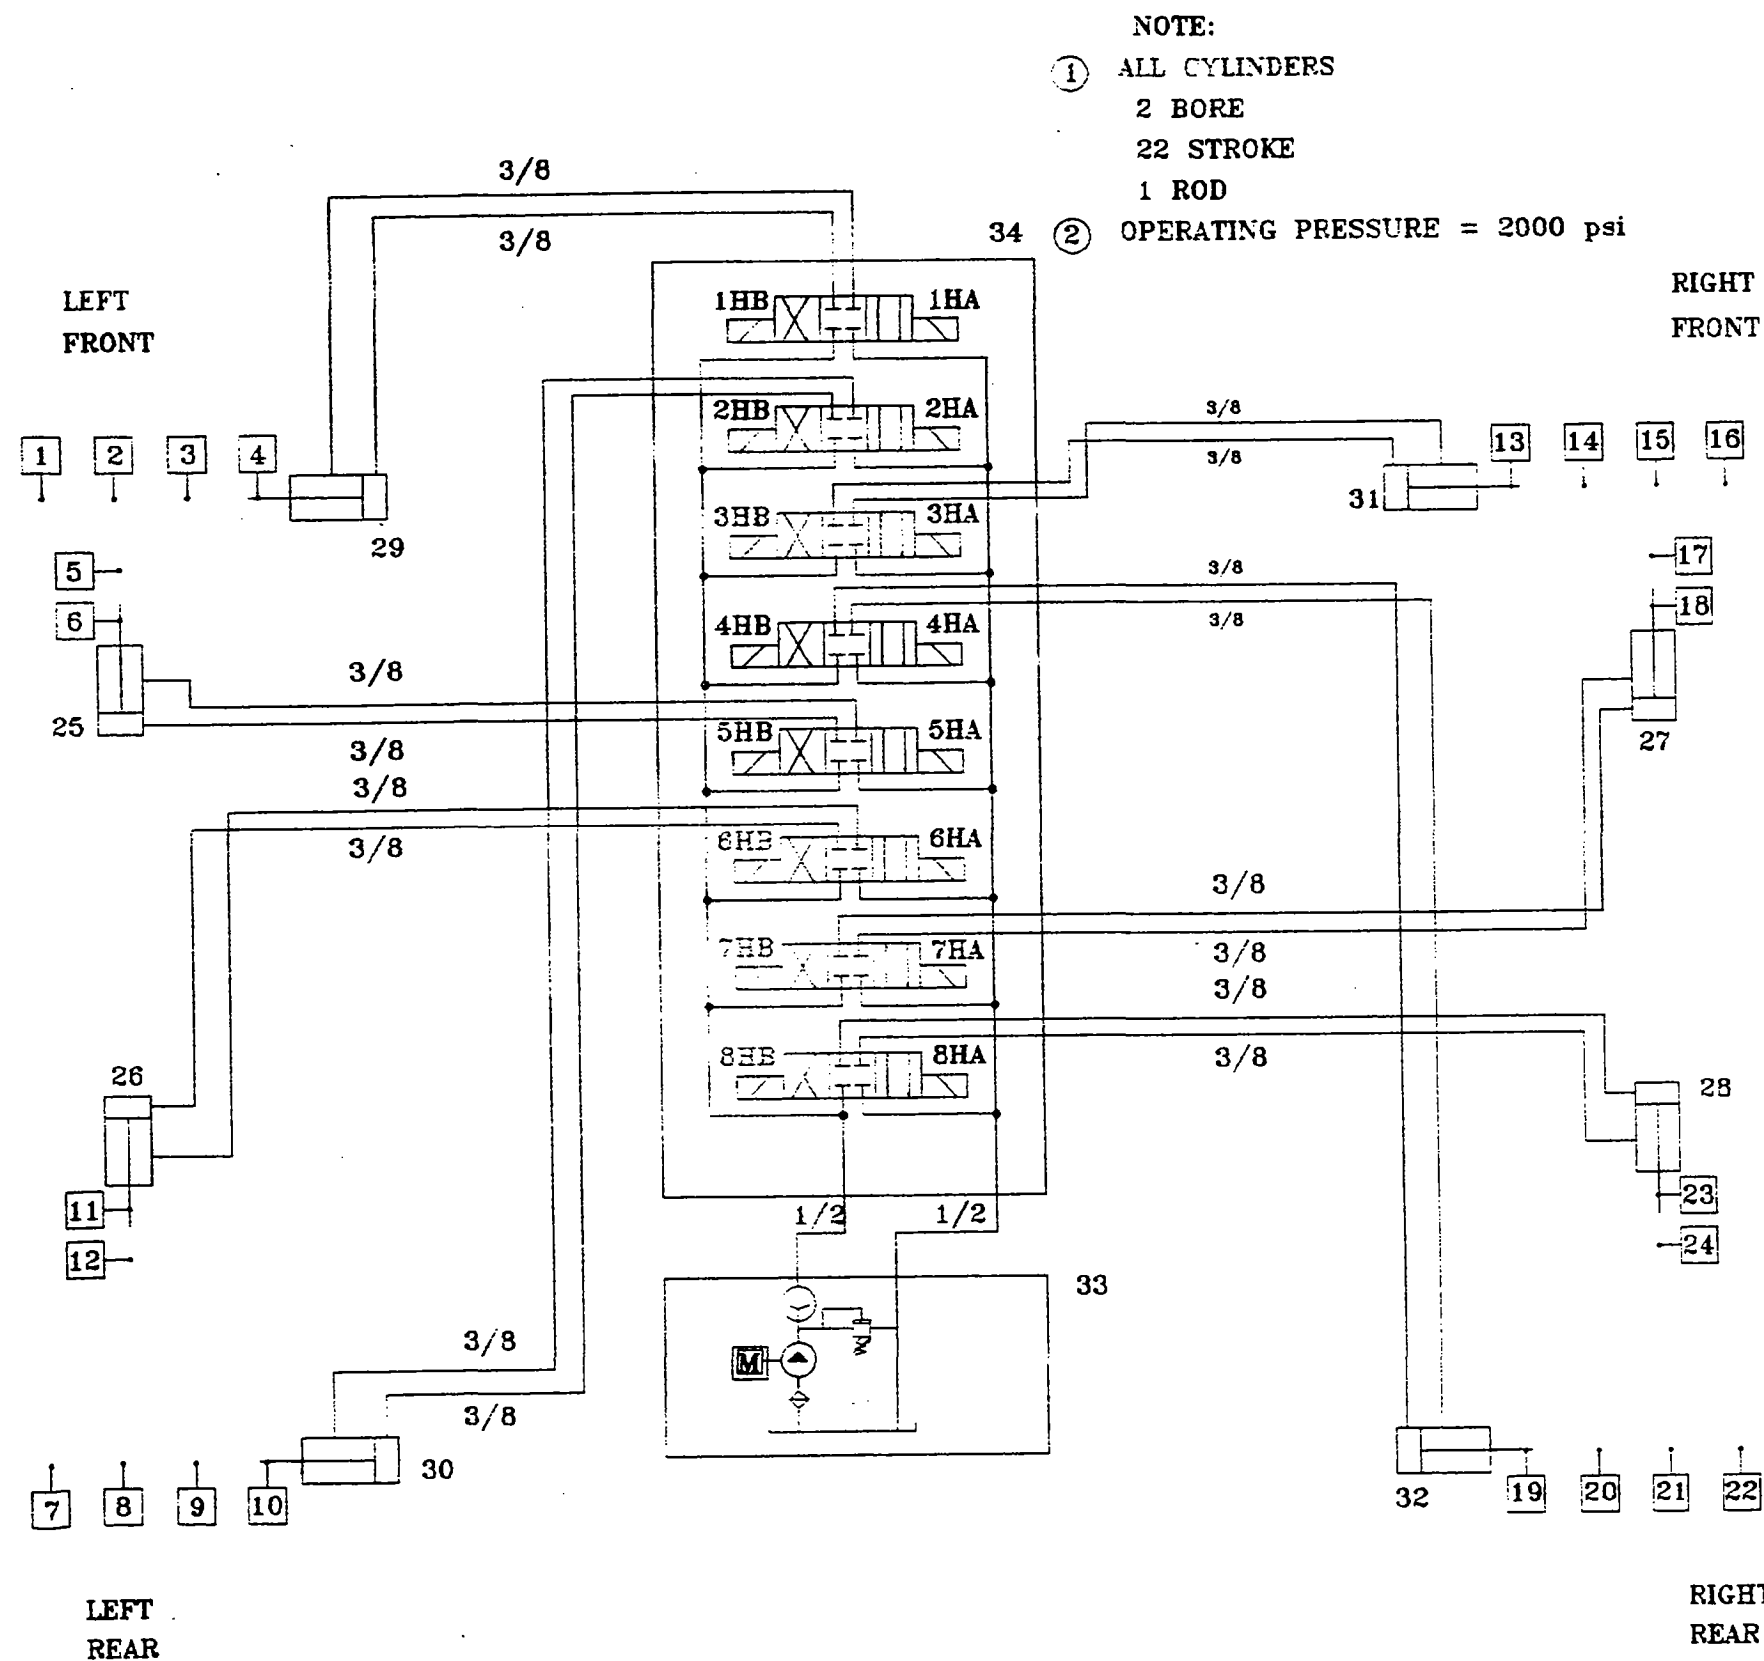 NOTE:
1 ALL CYLINDERS
2 BORE
22 STROKE
1 ROD
34 2 OPERATING PRESSURE = 2000 psi
3/8
3/8
LEFT
FRONT
RIGHT
FRONT
1HB 1HA
2HB 2HA
3HB 3HA
4HB 4HA
5HB 5HA
6HB 6HA
7HB 7HA
8HB 8HA
1 2 3 4
29
3/8
3/8
31
13 14 15 16
5
6
25
3/8
3/8
3/8
3/8
17
18
27
3/8
3/8
3/8
3/8
3/8
3/8
26
11
12
28
23
24
1/2 1/2
33
M
3/8
3/8
30
7 8 9 10
32
19 20 21 22
LEFT
REAR
RIGHT
REAR